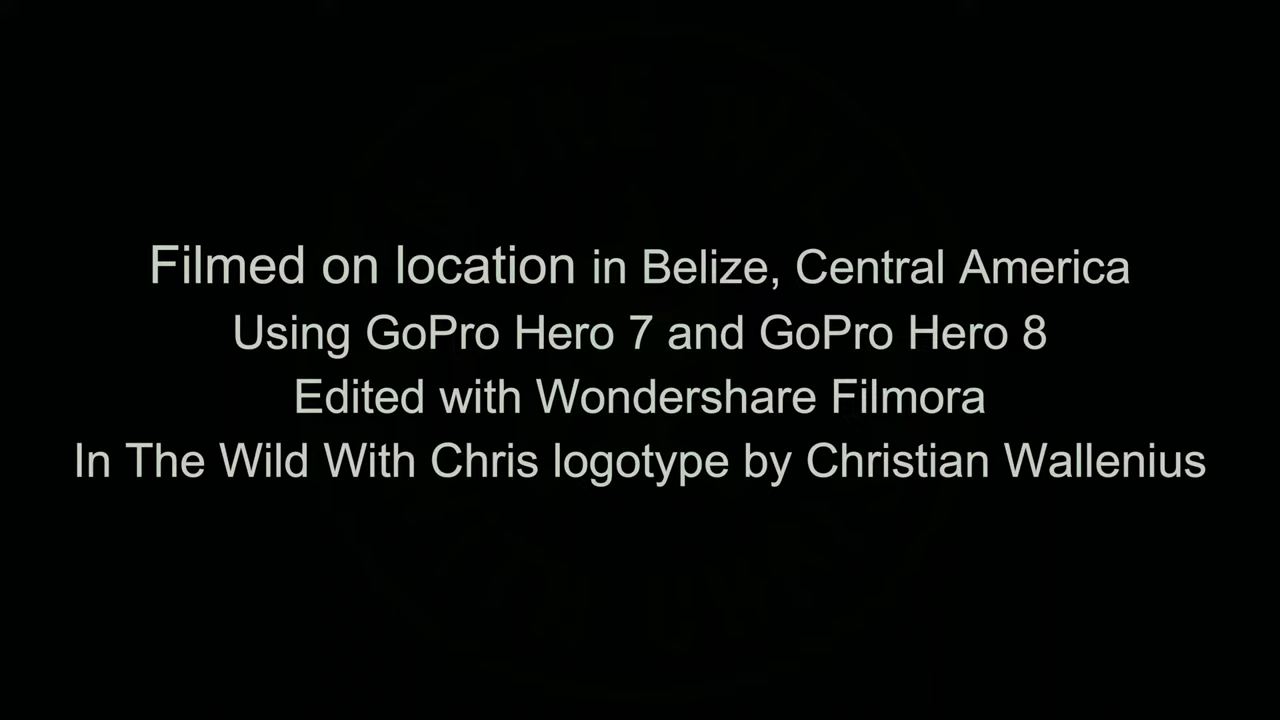 Filmed on location in Belize, Central America
Using GoPro Hero 7 and GoPro Hero 8
Edited with Wondershare Filmora
In The Wild With Chris logotype by Christian Wallenius